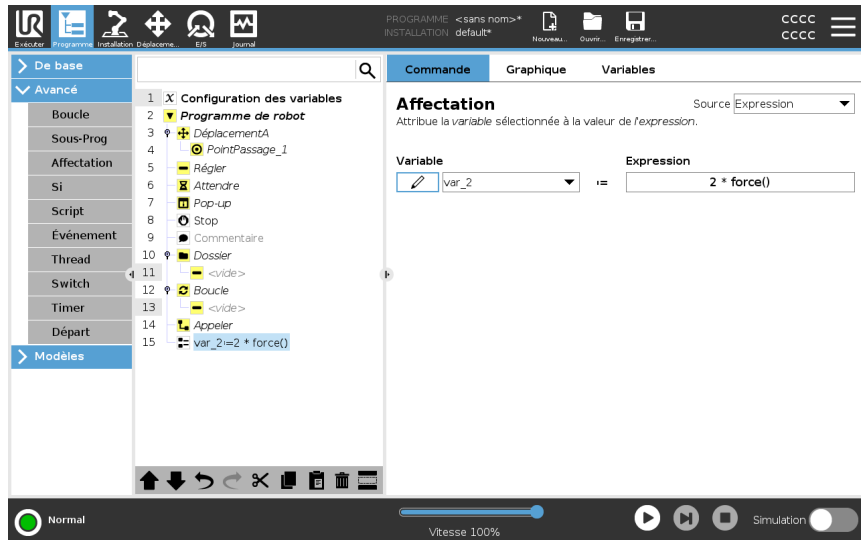 UR
Exécuter
Programme
Installation
Déplaceme...
E/S
Journal
PROGRAMME <sans nom>*
INSTALLATION default*
Nouveau...
Ouvrir...
Enregistrer...
CCCC
CCCC
De base
Avancé
Boucle
Sous-Prog
Affectation
Si
Script
Événement
Thread
Switch
Timer
Départ
Modèles
1 X Configuration des variables
2 Programme de robot
3 DéplacementA
4 PointPassage_1
5 Régler
6 Attendre
7 Pop-up
8 Stop
9 Commentaire
10 Dossier
11 <vide>
12 Boucle
13 <vide>
14 Appeler
15 var_2:=2 * force()
Commande Graphique Variables
Affectation
Source Expression
Attribue la variable sélectionnée à la valeur de l'expression.
Variable Expression
var_2 := 2 * force()
Normal
Vitesse 100%
Simulation